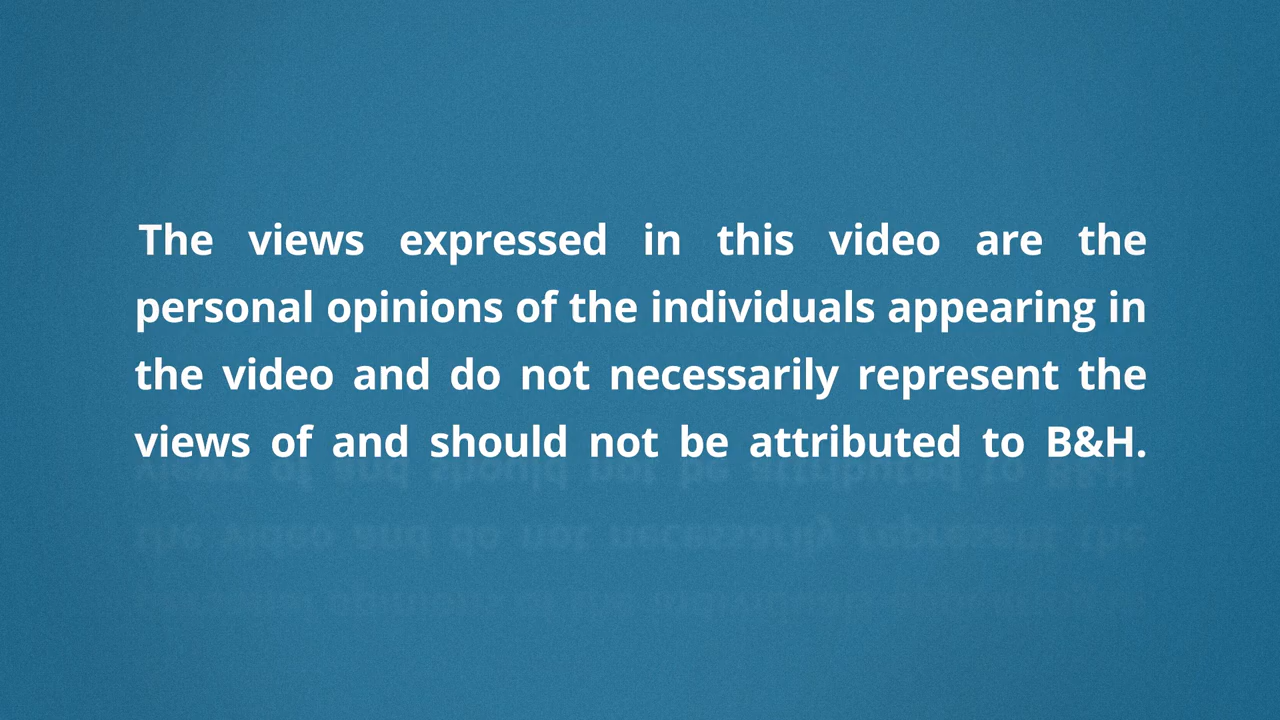 The views expressed in this video are the
personal opinions of the individuals appearing in
the video and do not necessarily represent the
views of and should not be attributed to B&H.